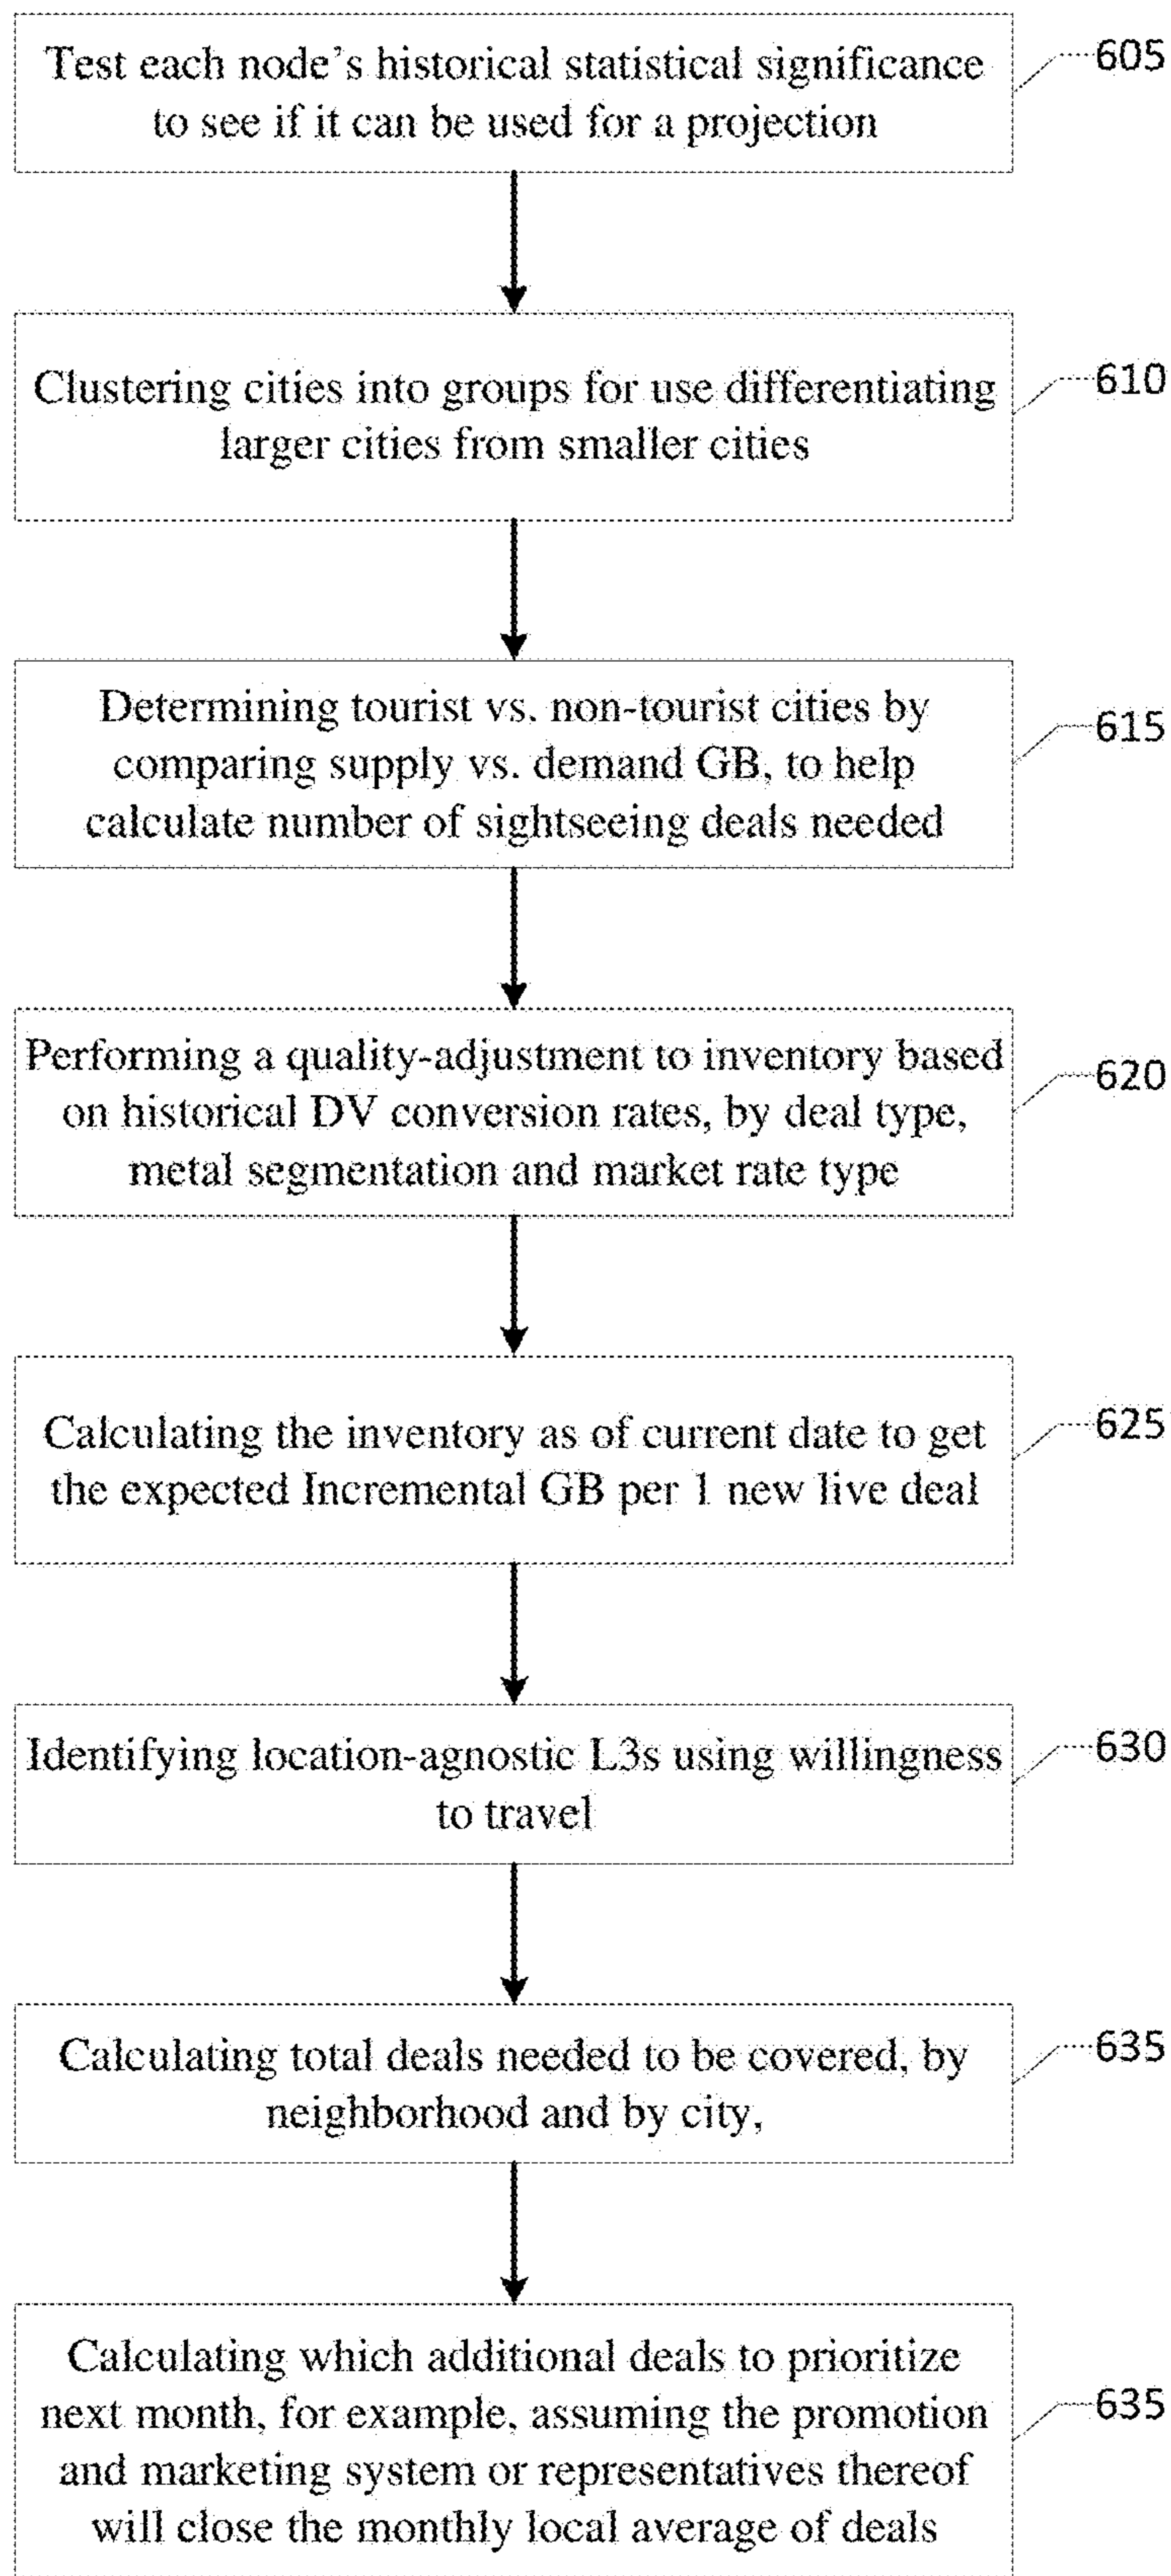 Test each node's historical statistical significance
to see if it can be used for a projection
605
Clustering cities into groups for use differentiating
larger cities from smaller cities
610
Determining tourist vs. non-tourist cities by
comparing supply vs. demand GB, to help
calculate number of sightseeing deals needed
615
Performing a quality-adjustment to inventory based
on historical DV conversion rates, by deal type,
metal segmentation and market rate type
620
Calculating the inventory as of current date to get
the expected Incremental GB per 1 new live deal
625
Identifying location-agnostic L3s using willingness
to travel
630
Calculating total deals needed to be covered, by
neighborhood and by city,
635
Calculating which additional deals to prioritize
next month, for example, assuming the promotion
and marketing system or representatives thereof
will close the monthly local average of deals
635